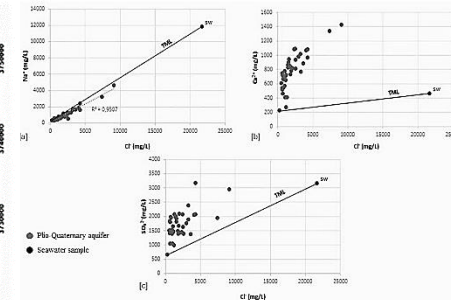 3750000
3740000
3730000
14000
12000
10000
8000
6000
4000
2000
0
Na⁺ (mg/L)
SW
TML
R² = 0,9507
0
5000
10000
15000
20000
25000
[a]
Cl⁻ (mg/L)
1600
1400
1200
1000
800
600
400
200
0
Ca²⁺ (mg/L)
TML
SW
0
5000
10000
15000
20000
25000
[b]
Cl⁻ (mg/L)
4000
3500
3000
2500
2000
1500
1000
500
0
SO₄²⁻ (mg/L)
TML
SW
0
5000
10000
15000
20000
25000
[c]
Cl⁻ (mg/L)
Plio-Quaternary aquifer
Seawater sample